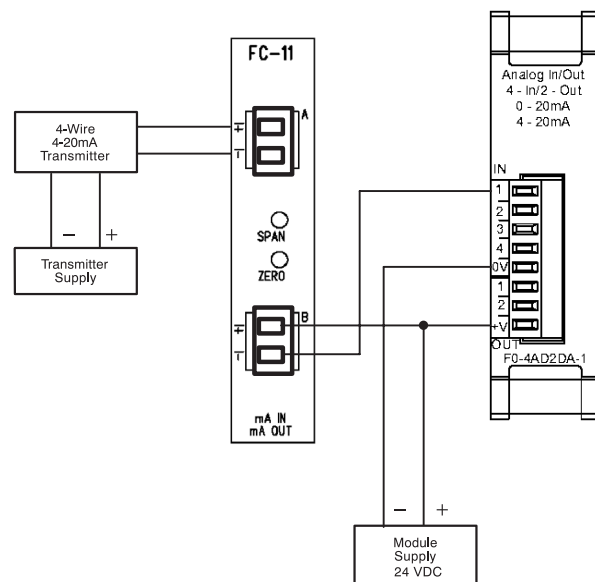 FC-11
A
+
−
SPAN
ZERO
B
+
−
mA IN
mA OUT
4-Wire
4-20mA
Transmitter
−
+
Transmitter
Supply
Analog In/Out
4 - In/2 - Out
0 - 20mA
4 - 20mA
IN
1
2
3
4
0V
1
2
+V
OUT
F0-4AD2DA-1
−
+
Module
Supply
24 VDC